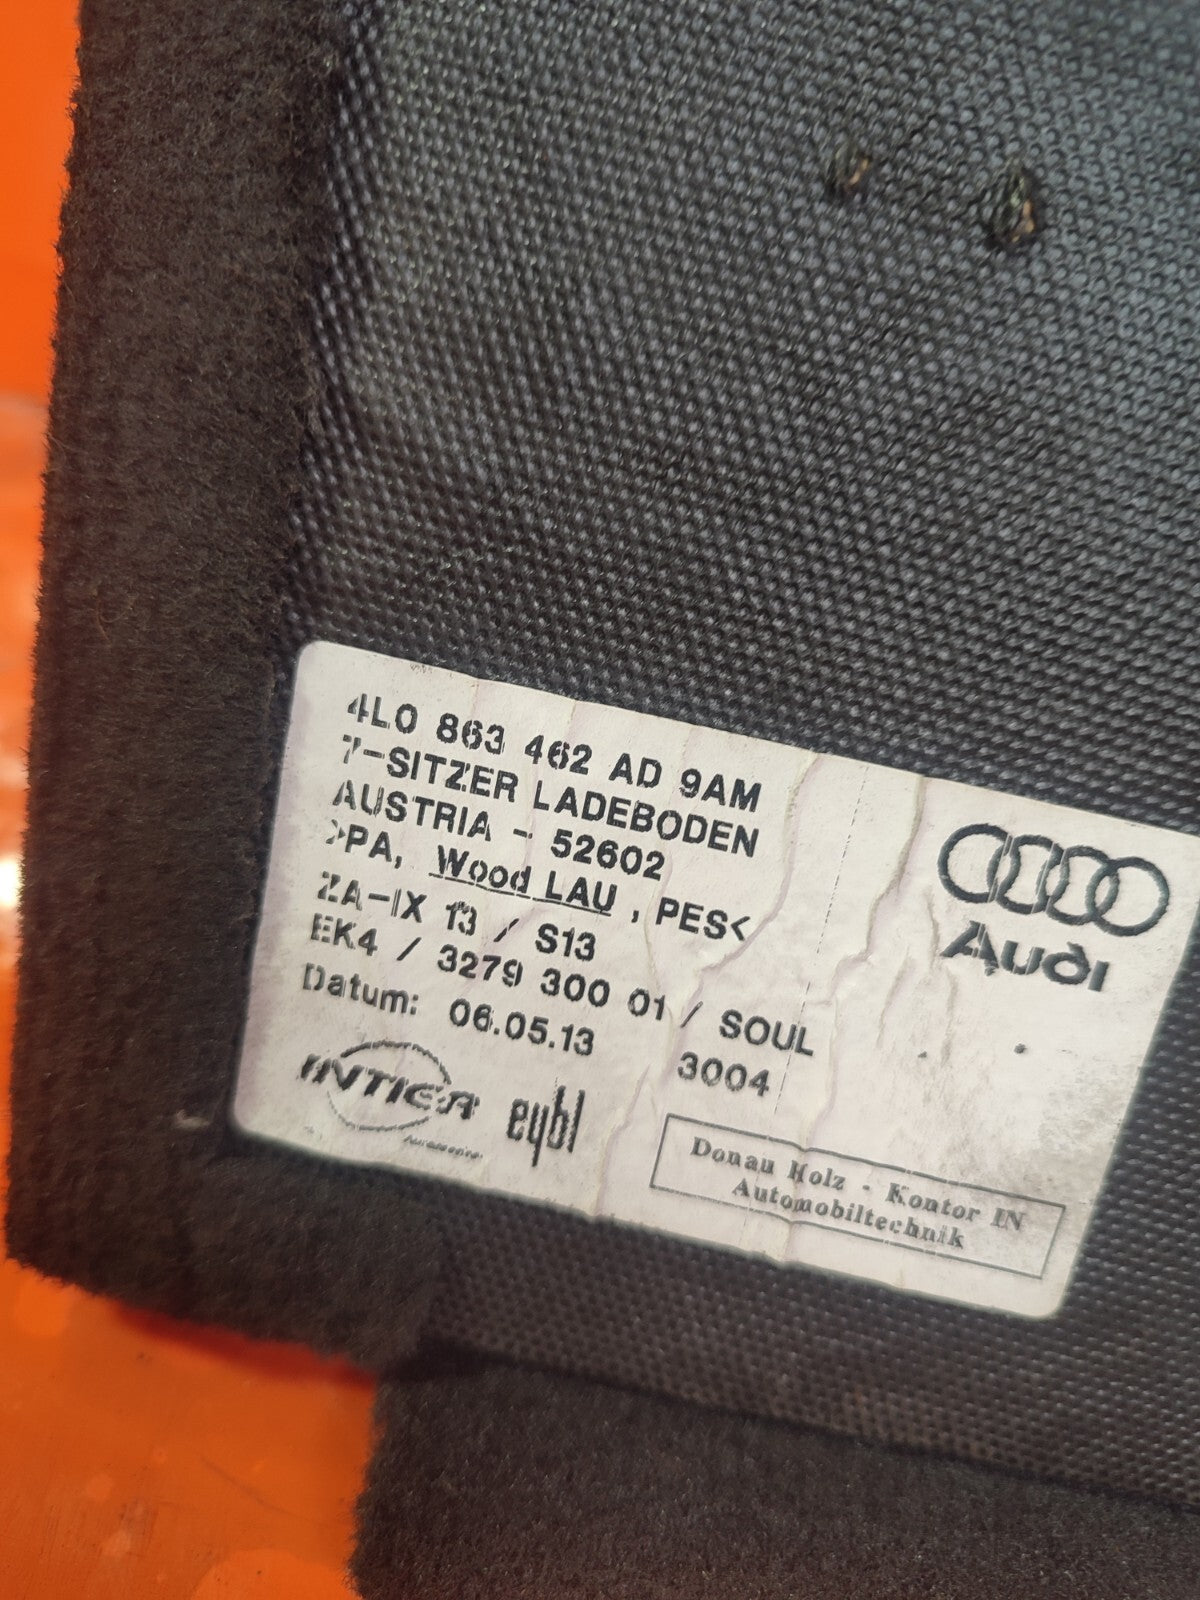 4L0 863 462 AD 9AM
7-SITZER LADEBODEN
AUSTRIA - 52602
>PA, Wood LAU , PES<
ZA-IX 13 / S13
EK4 / 3279 300 01 / SOUL
Datum: 06.05.13 3004
Audi
INTIER
Automotive
eybl
Donau Holz - Kontor IN
Automobiltechnik